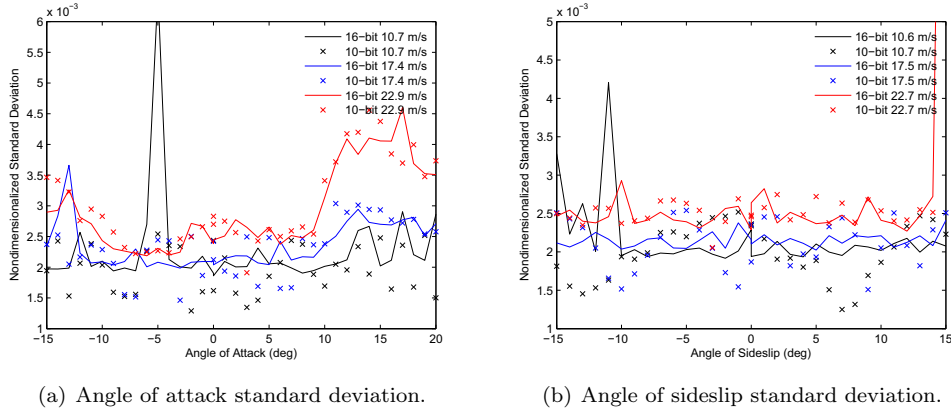 x 10⁻³
6
5.5
5
4.5
4
3.5
3
2.5
2
1.5
1
Nondimensionalized Standard Deviation
16−bit 10.7 m/s
10−bit 10.7 m/s
16−bit 17.4 m/s
10−bit 17.4 m/s
16−bit 22.9 m/s
10−bit 22.9 m/s
−15 −10 −5 0 5 10 15 20
Angle of Attack (deg)
(a) Angle of attack standard deviation.
x 10⁻³
5
4.5
4
3.5
3
2.5
2
1.5
1
Nondimensionalized Standard Deviation
16−bit 10.6 m/s
10−bit 10.7 m/s
16−bit 17.5 m/s
10−bit 17.5 m/s
16−bit 22.7 m/s
10−bit 22.7 m/s
−15 −10 −5 0 5 10 15
Angle of Sideslip (deg)
(b) Angle of sideslip standard deviation.